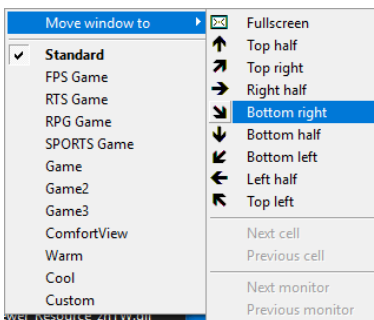 Move window to
Standard
FPS Game
RTS Game
RPG Game
SPORTS Game
Game
Game2
Game3
ComfortView
Warm
Cool
Custom
Fullscreen
Top half
Top right
Right half
Bottom right
Bottom half
Bottom left
Left half
Top left
Next cell
Previous cell
Next monitor
Previous monitor